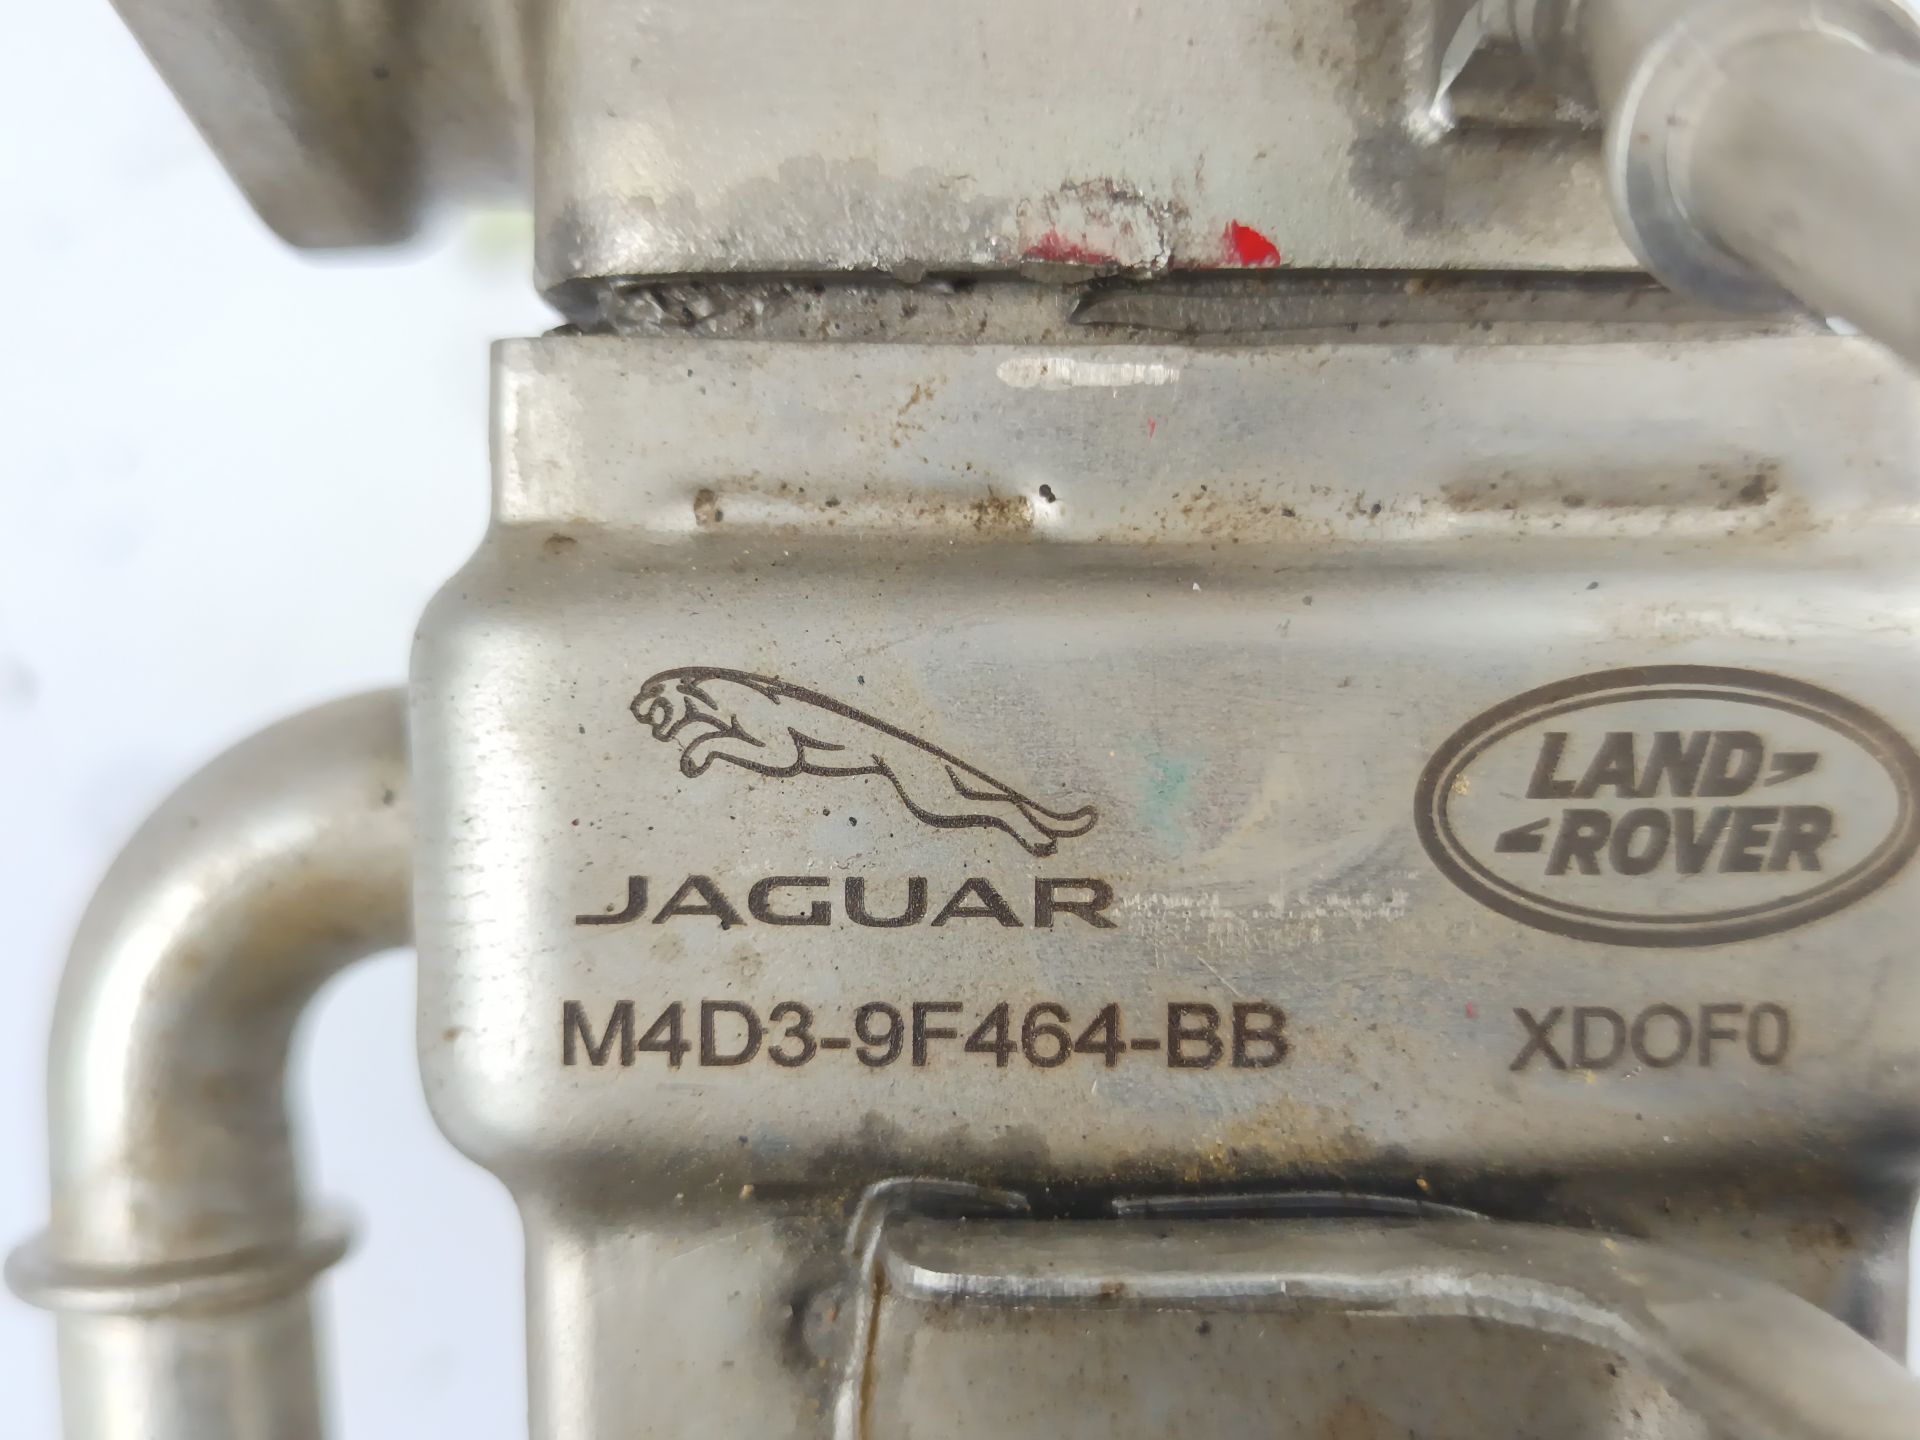 JAGUAR
LAND
ROVER
M4D3-9F464-BB
XDOF0